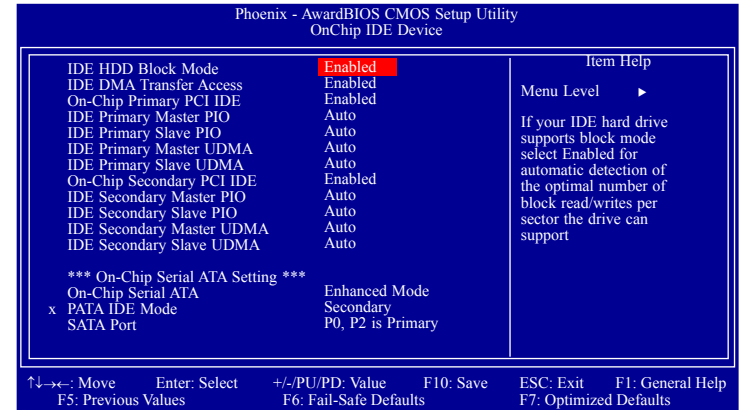 Phoenix - AwardBIOS CMOS Setup Utility
OnChip IDE Device
IDE HDD Block Mode Enabled
IDE DMA Transfer Access Enabled
On-Chip Primary PCI IDE Enabled
IDE Primary Master PIO Auto
IDE Primary Slave PIO Auto
IDE Primary Master UDMA Auto
IDE Primary Slave UDMA Auto
On-Chip Secondary PCI IDE Enabled
IDE Secondary Master PIO Auto
IDE Secondary Slave PIO Auto
IDE Secondary Master UDMA Auto
IDE Secondary Slave UDMA Auto
*** On-Chip Serial ATA Setting ***
On-Chip Serial ATA Enhanced Mode
x PATA IDE Mode Secondary
SATA Port P0, P2 is Primary
Item Help
Menu Level ►
If your IDE hard drive
supports block mode
select Enabled for
automatic detection of
the optimal number of
block read/writes per
sector the drive can
support
↑↓→←: Move Enter: Select +/-/PU/PD: Value F10: Save ESC: Exit F1: General Help
F5: Previous Values F6: Fail-Safe Defaults F7: Optimized Defaults